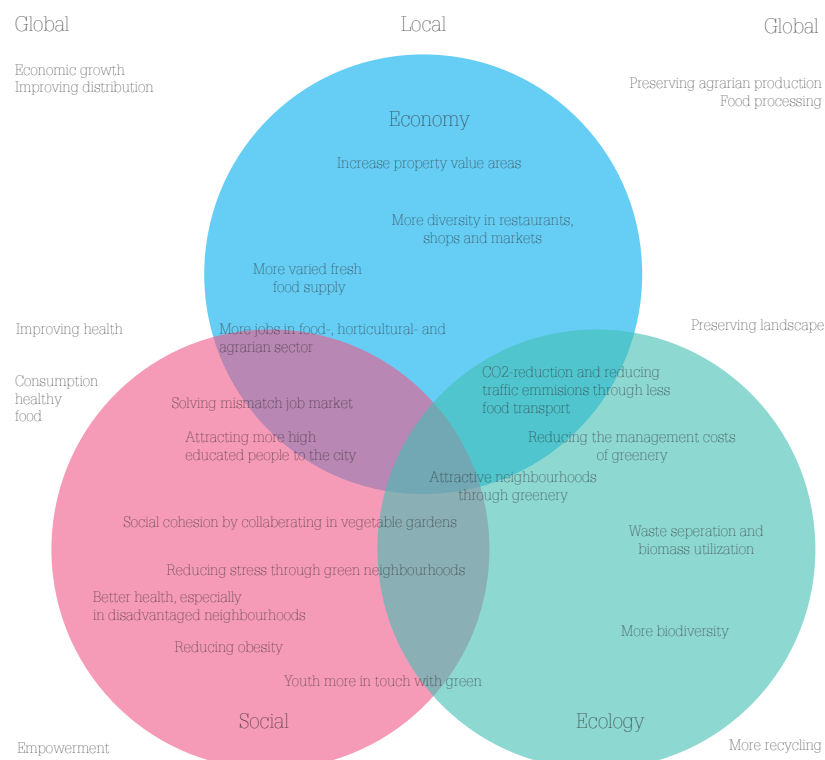 Global
Local
Global
Economic growth
Improving distribution
Preserving agrarian production
Food processing
Economy
Increase property value areas
More diversity in restaurants,
shops and markets
More varied fresh
food supply
Improving health
More jobs in food-, horticultural- and
agrarian sector
Preserving landscape
Consumption
healthy
food
CO2-reduction and reducing
traffic emmisions through less
food transport
Solving mismatch job market
Attracting more high
educated people to the city
Reducing the management costs
of greenery
Attractive neighbourhoods
through greenery
Social cohesion by collaberating in vegetable gardens
Waste seperation and
biomass utilization
Reducing stress through green neighbourhoods
Better health, especially
in disadvantaged neighbourhoods
More biodiversity
Reducing obesity
Youth more in touch with green
Social
Ecology
Empowerment
More recycling